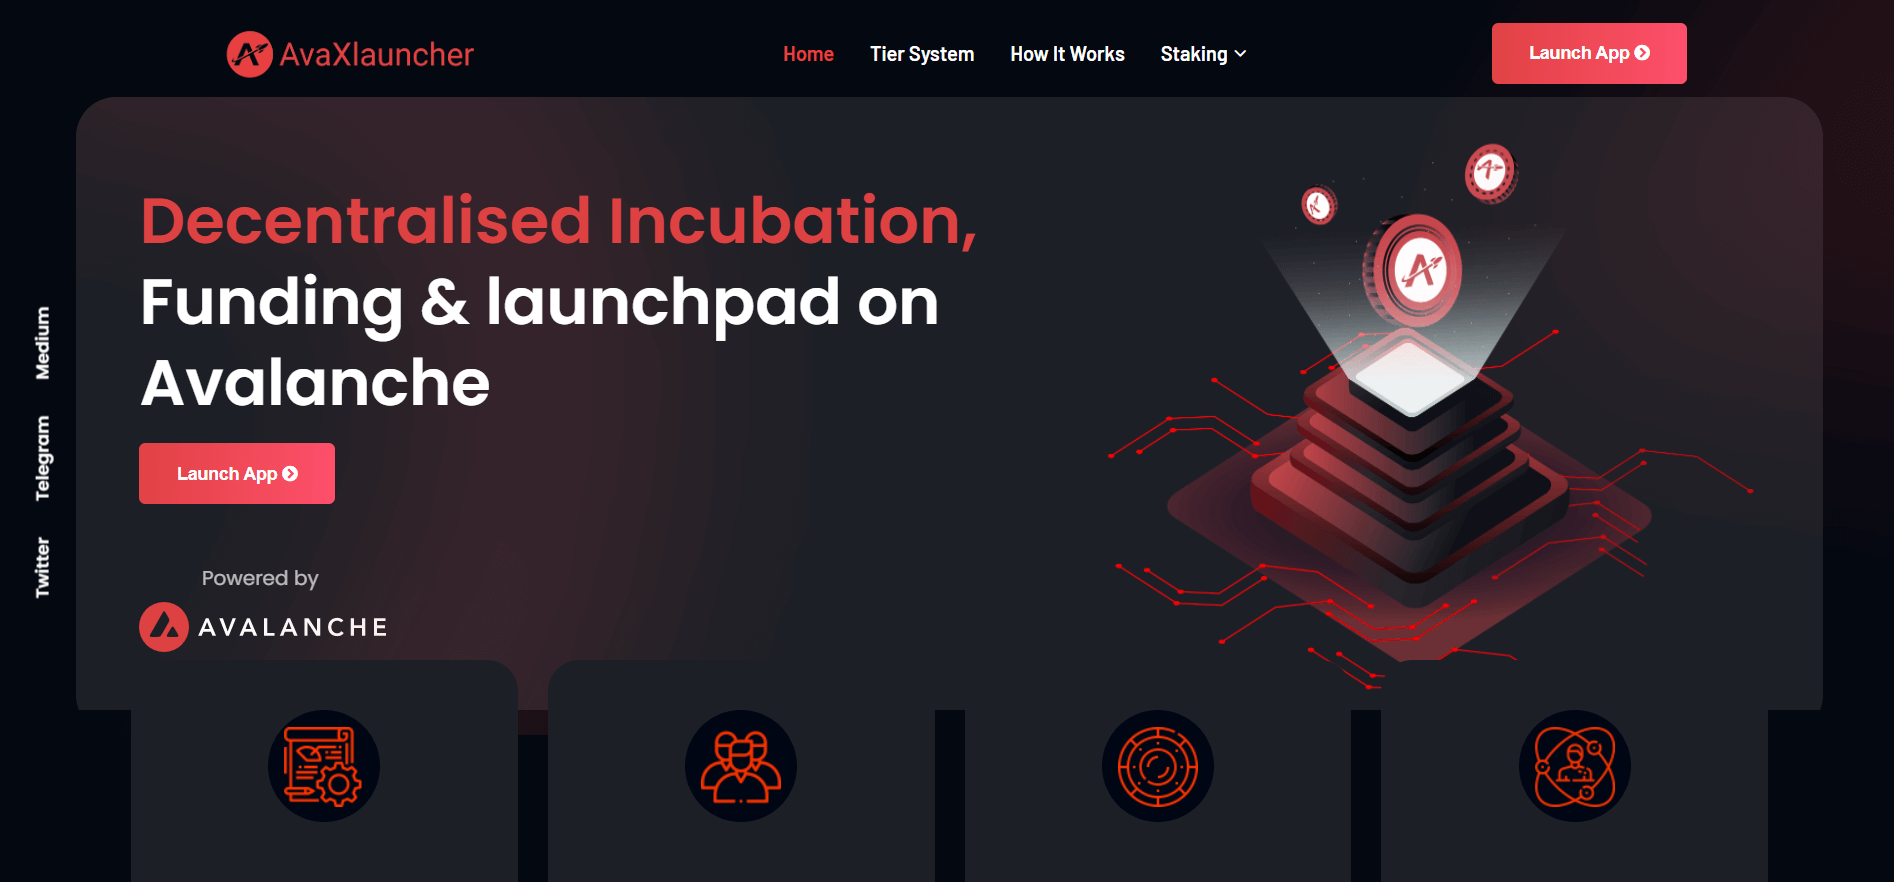 AvaXlauncher
Home
Tier System
How It Works
Staking
Launch App
Decentralised Incubation,
Funding & launchpad on
Avalanche
Launch App
Powered by
AVALANCHE
Medium
Telegram
Twitter